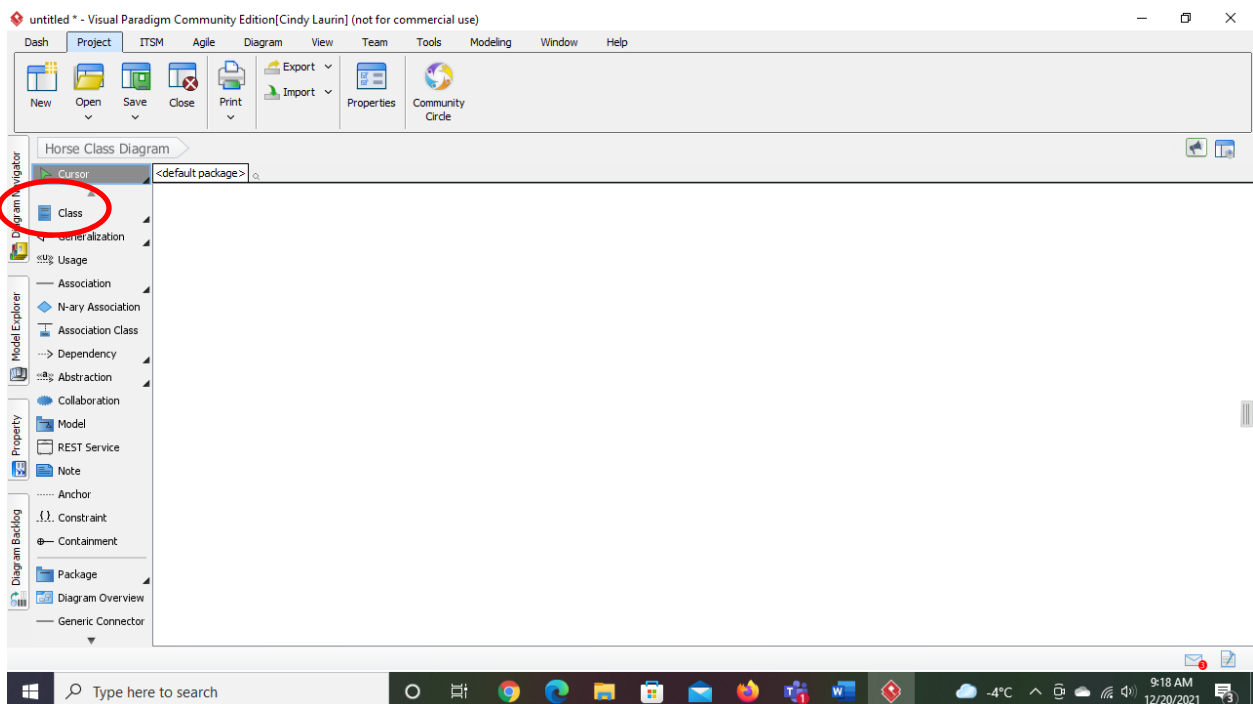 untitled * - Visual Paradigm Community Edition[Cindy Laurin] (not for commercial use)
Dash Project ITSM Agile Diagram View Team Tools Modeling Window Help
New Open Save Close Print Export Import Properties Community Circle
Horse Class Diagram
Diagram Navigator
Cursor
<default package>
Class
Generalization
«U» Usage
Association
Model Explorer
N-ary Association
Association Class
Dependency
«a» Abstraction
Collaboration
Property
Model
REST Service
Note
Anchor
Diagram Backlog
.{}. Constraint
Containment
Package
Diagram Overview
Generic Connector
Type here to search
-4°C
9:18 AM
12/20/2021